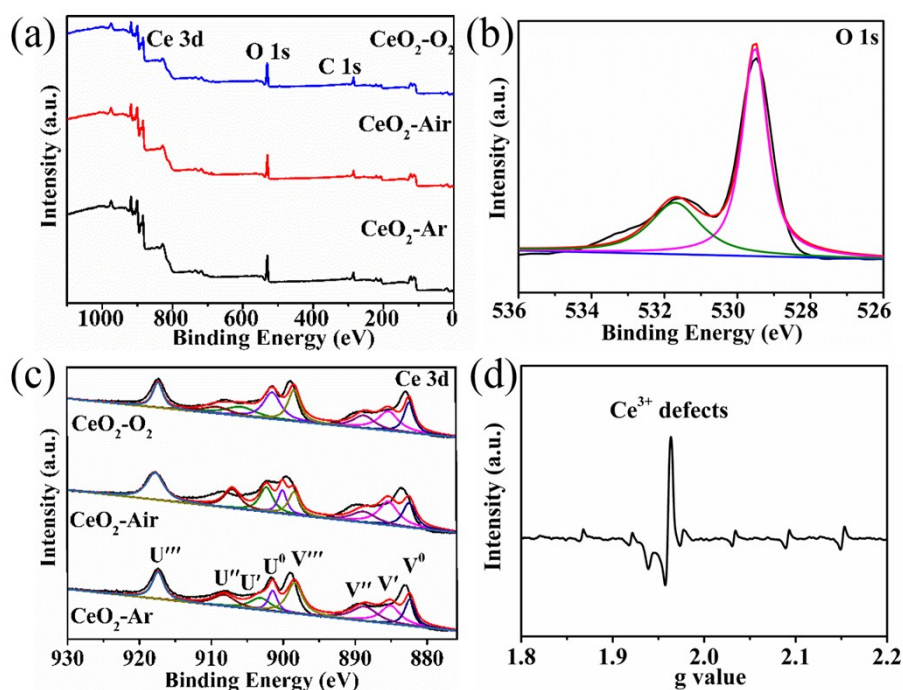 (a)
Ce 3d
O 1s
C 1s
CeO₂-O₂
CeO₂-Air
CeO₂-Ar
Intensity (a.u.)
1000 800 600 400 200 0
Binding Energy (eV)
(b)
O 1s
Intensity (a.u.)
536 534 532 530 528 526
Binding Energy (eV)
(c)
Ce 3d
CeO₂-O₂
CeO₂-Air
U''' U'' U' U⁰ V''' V'' V' V⁰
CeO₂-Ar
Intensity (a.u.)
930 920 910 900 890 880
Binding Energy (eV)
(d)
Ce³⁺ defects
Intensity (a.u.)
1.8 1.9 2.0 2.1 2.2
g value